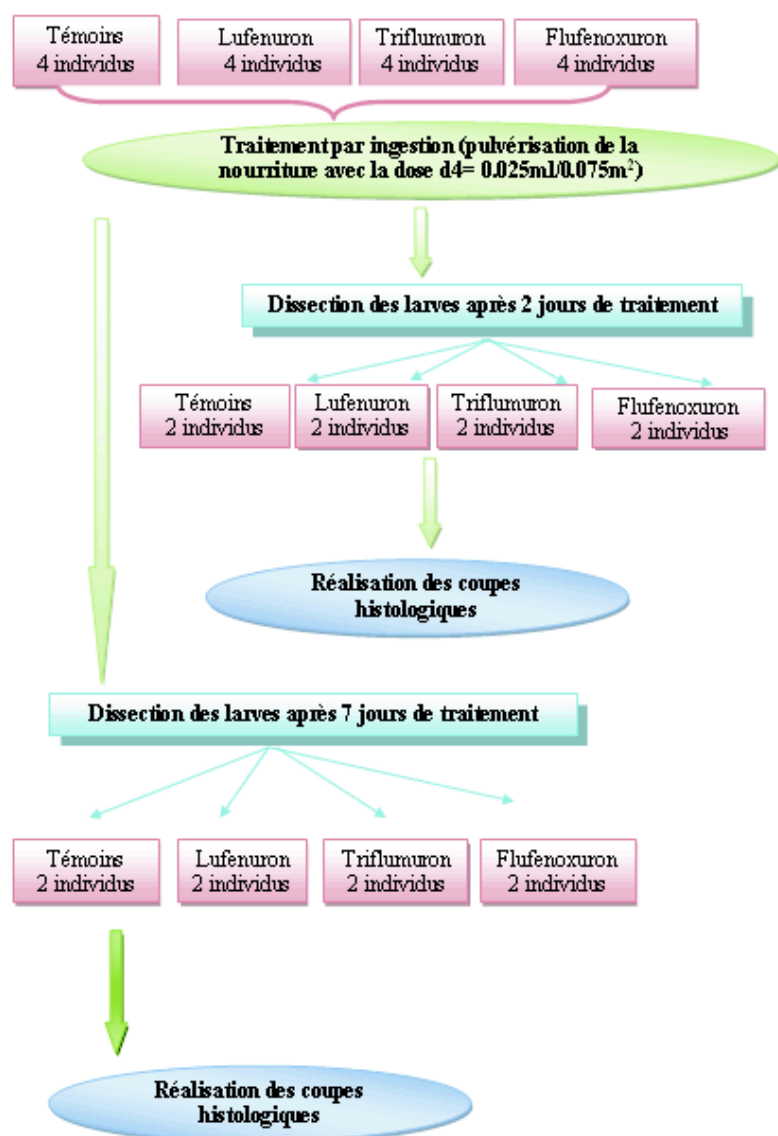 Témoins
4 individus
Lufenuron
4 individus
Triflumuron
4 individus
Flufenoxuron
4 individus
Traitement par ingestion (pulvérisation de la
nourriture avec la dose d4= 0.025ml/0.075m²)
Dissection des larves après 2 jours de traitement
Témoins
2 individus
Lufenuron
2 individus
Triflumuron
2 individus
Flufenoxuron
2 individus
Réalisation des coupes
histologiques
Dissection des larves après 7 jours de traitement
Témoins
2 individus
Lufenuron
2 individus
Triflumuron
2 individus
Flufenoxuron
2 individus
Réalisation des coupes
histologiques